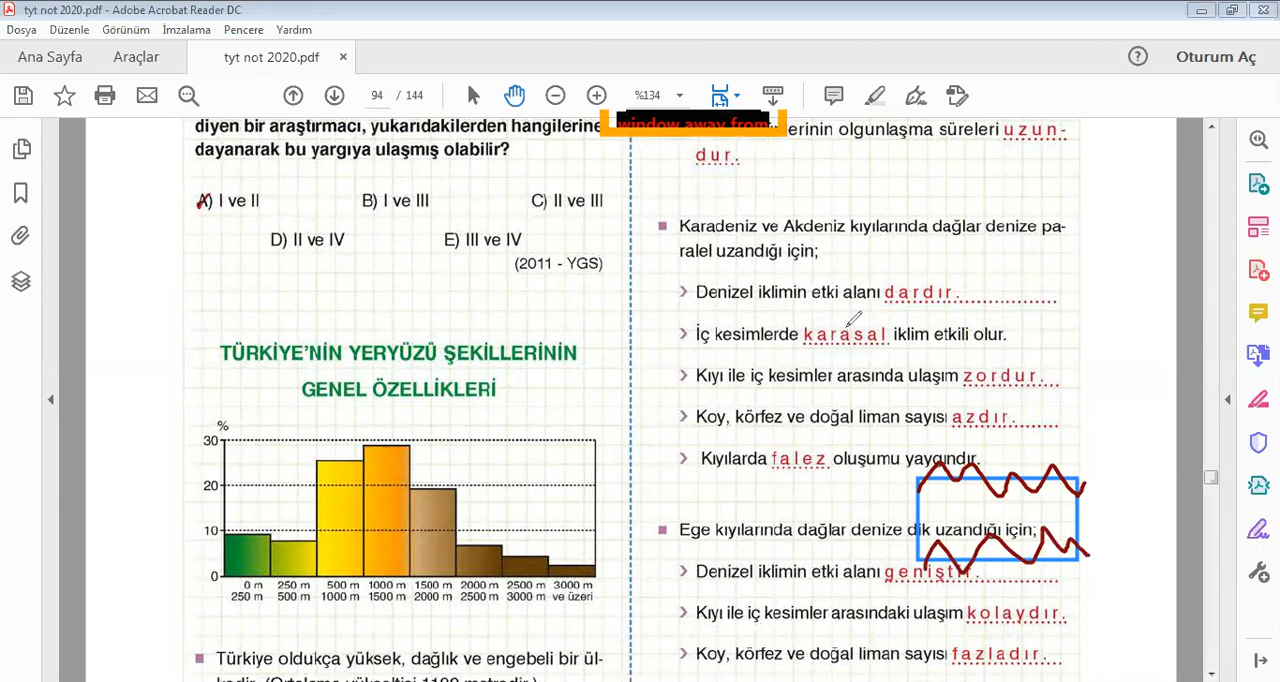 tyt not 2020.pdf - Adobe Acrobat Reader DC
Dosya Düzenle Görünüm İmzalama Pencere Yardım
Ana Sayfa Araçlar tyt not 2020.pdf × Oturum Aç
94 / 144 %134
diyen bir araştırmacı, yukarıdakilerden hangilerine
dayanarak bu yargıya ulaşmış olabilir?
A) I ve II B) I ve III C) II ve III
D) II ve IV E) III ve IV
(2011 - YGS)
TÜRKİYE'NİN YERYÜZÜ ŞEKİLLERİNİN
GENEL ÖZELLİKLERİ
%
30
20
10
0
0 m 250 m 500 m 1000 m 1500 m 2000 m 2500 m 3000 m
250 m 500 m 1000 m 1500 m 2000 m 2500 m 3000 m ve üzeri
Türkiye oldukça yüksek, dağlık ve engebeli bir ül-
kedir. (Ortalama yükseltisi 1100 metredir.)
window away from
lerinin olgunlaşma süreleri uzun-
dur.
Karadeniz ve Akdeniz kıyılarında dağlar denize pa-
ralel uzandığı için;
Denizel iklimin etki alanı dardır.
İç kesimlerde karasal iklim etkili olur.
Kıyı ile iç kesimler arasında ulaşım zordur.
Koy, körfez ve doğal liman sayısı azdır.
Kıyılarda falez oluşumu yaygındır.
Ege kıyılarında dağlar denize dik uzandığı için;
Denizel iklimin etki alanı geniştir.
Kıyı ile iç kesimler arasındaki ulaşım kolaydır.
Koy, körfez ve doğal liman sayısı fazladır.